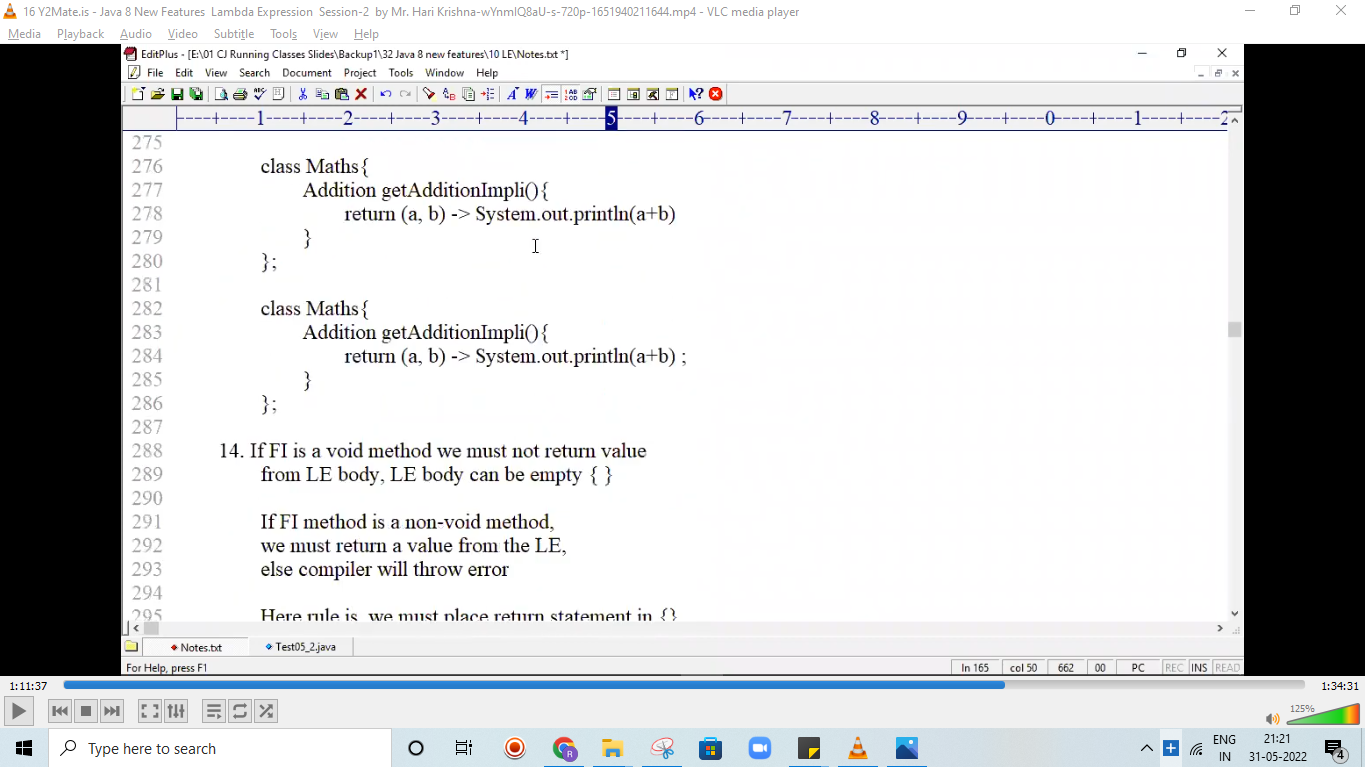 16 Y2Mate.is - Java 8 New Features Lambda Expression Session-2 by Mr. Hari Krishna-wYnmlQ8aU-s-720p-1651940211644.mp4 - VLC media player
Media Playback Audio Video Subtitle Tools View Help
EditPlus - [E:\01 CJ Running Classes Slides\Backup1\32 Java 8 new features\10 LE\Notes.txt *]
File Edit View Search Document Project Tools Window Help
----+----1----+----2----+----3----+----4----+----5----+----6----+----7----+----8----+----9----+----0----+----1----+----2
275
276 class Maths{
277 Addition getAdditionImpli(){
278 return (a, b) -> System.out.println(a+b)
279 }
280 };
281
282 class Maths{
283 Addition getAdditionImpli(){
284 return (a, b) -> System.out.println(a+b) ;
285 }
286 };
287
288 14. If FI is a void method we must not return value
289 from LE body, LE body can be empty { }
290
291 If FI method is a non-void method,
292 we must return a value from the LE,
293 else compiler will throw error
294
295 Here rule is, we must place return statement in {}
Notes.txt Test05_2.java
For Help, press F1 ln 165 col 50 662 00 PC REC INS READ
1:11:37 1:34:31
125%
Type here to search
ENG 21:21
IN 31-05-2022 4